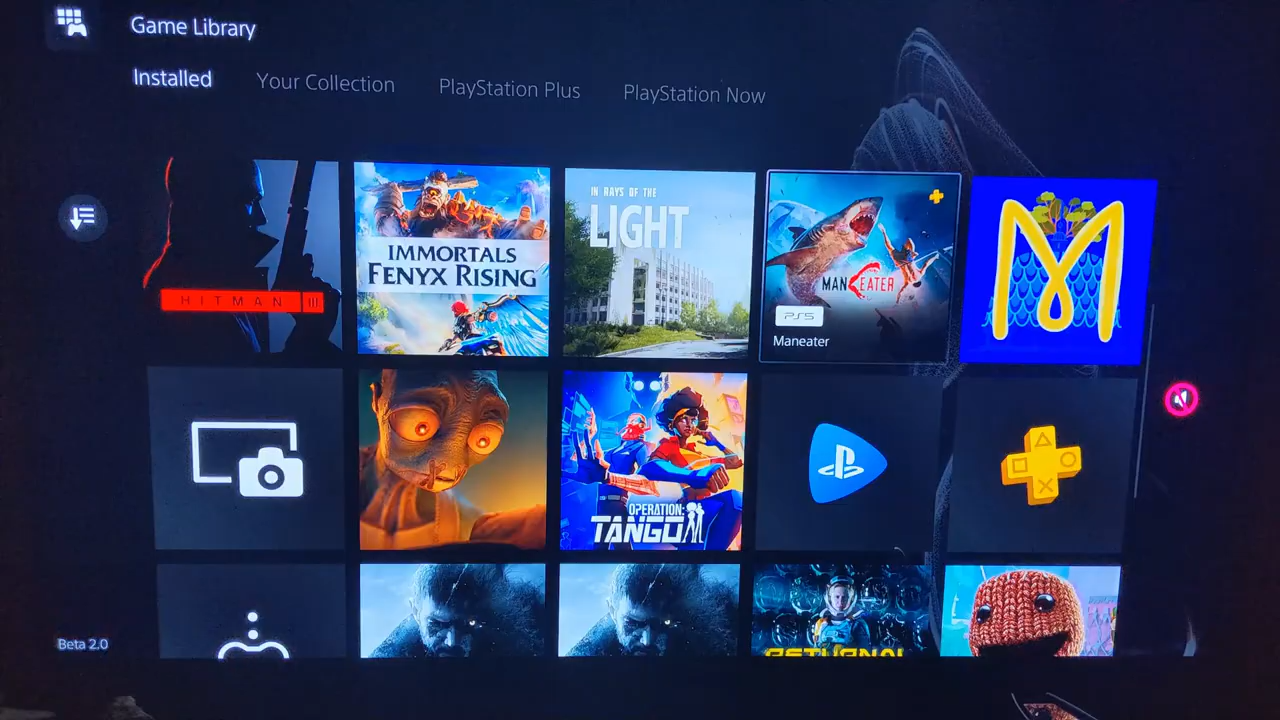 Game Library
Installed
Your Collection
PlayStation Plus
PlayStation Now
HITMAN III
IMMORTALS
FENYX RISING
IN RAYS OF THE
LIGHT
MANEATER
PS5
Maneater
M
OPERATION:
TANGO
RETURNAL
Beta 2.0